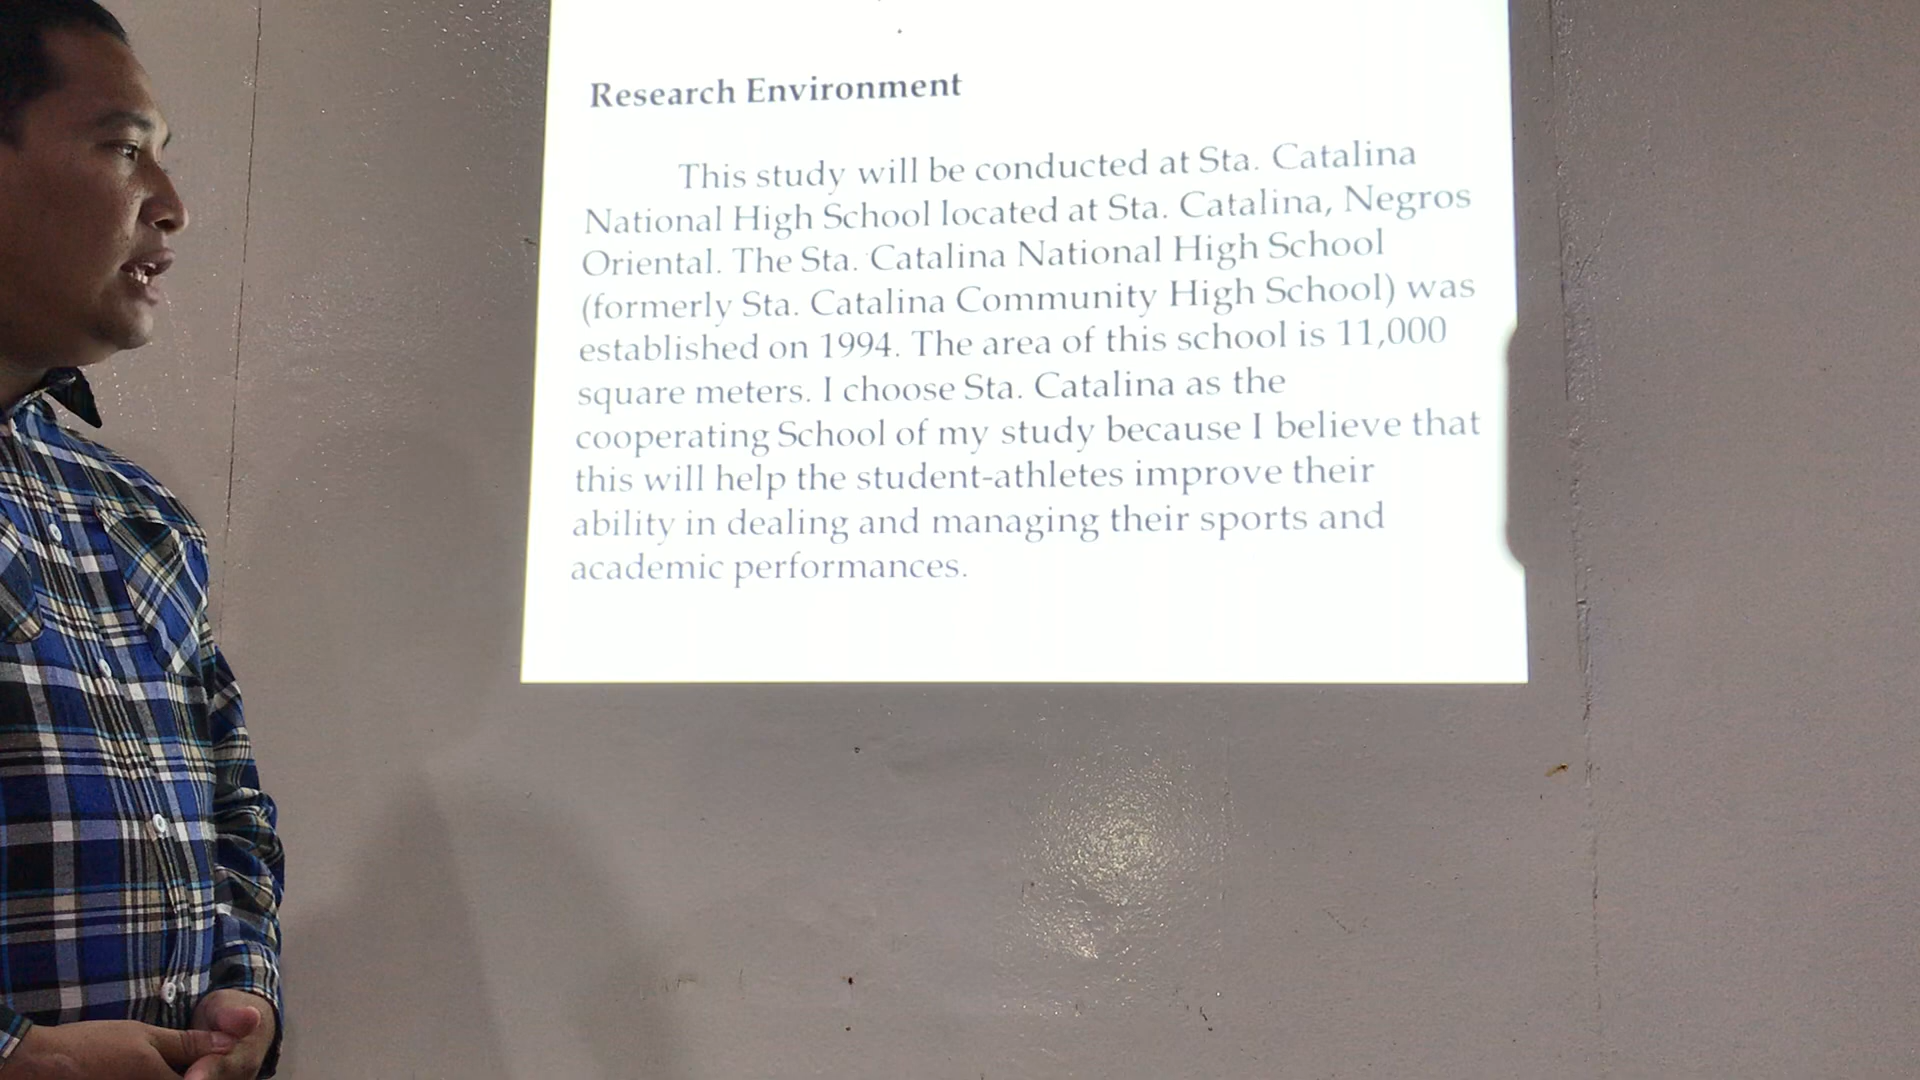 Research Environment
This study will be conducted at Sta. Catalina
National High School located at Sta. Catalina, Negros
Oriental. The Sta. Catalina National High School
(formerly Sta. Catalina Community High School) was
established on 1994. The area of this school is 11,000
square meters. I choose Sta. Catalina as the
cooperating School of my study because I believe that
this will help the student-athletes improve their
ability in dealing and managing their sports and
academic performances.